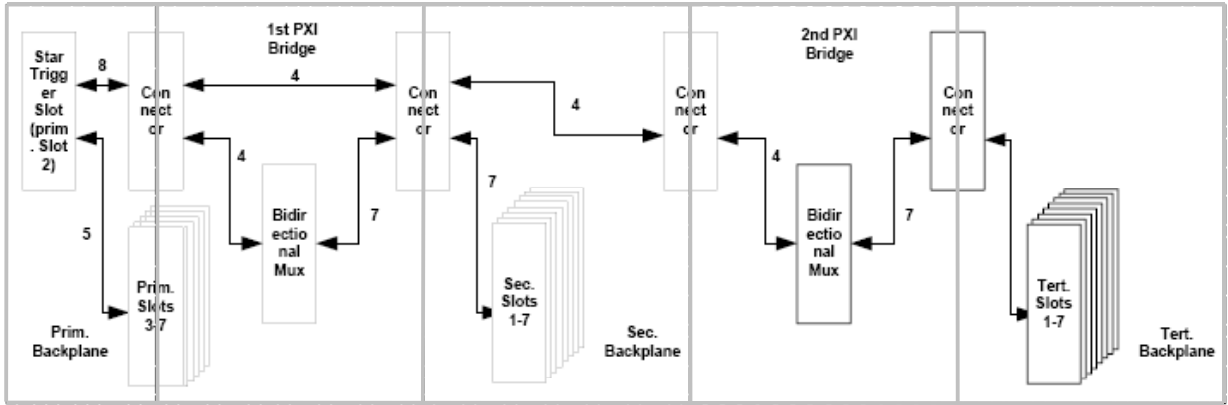 1st PXI
Bridge
2nd PXI
Bridge
Star
Trigg
er
Slot
(prim
. Slot
2)
8
Con
nect
or
4
Con
nect
or
4
Con
nect
or
Con
nect
or
4
7
7
4
7
5
Bidir
ectio
nal
Mux
Bidir
ectio
nal
Mux
Prim.
Slots
3-7
Sec.
Slots
1-7
Tert.
Slots
1-7
Prim.
Backplane
Sec.
Backplane
Tert.
Backplane